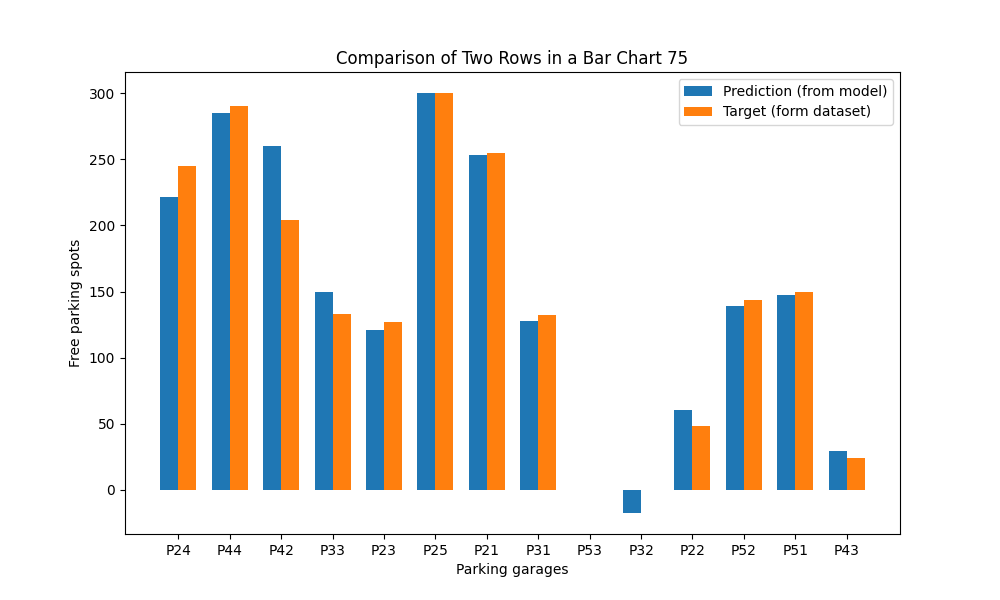 Comparison of Two Rows in a Bar Chart 75
Prediction (from model)
Target (form dataset)
Free parking spots
300
250
200
150
100
50
0
P24 P44 P42 P33 P23 P25 P21 P31 P53 P32 P22 P52 P51 P43
Parking garages